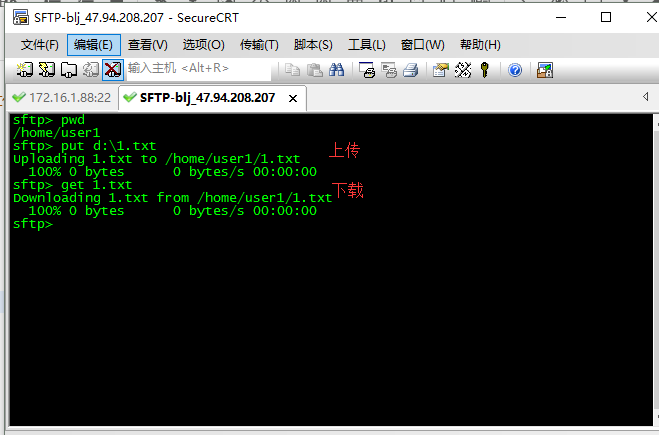 SFTP-blj_47.94.208.207 - SecureCRT
文件(F) 编辑(E) 查看(V) 选项(O) 传输(T) 脚本(S) 工具(L) 窗口(W) 帮助(H)
输入主机 <Alt+R>
172.16.1.88:22 SFTP-blj_47.94.208.207
sftp> pwd
/home/user1
sftp> put d:\1.txt 上传
Uploading 1.txt to /home/user1/1.txt
100% 0 bytes 0 bytes/s 00:00:00
sftp> get 1.txt 下载
Downloading 1.txt from /home/user1/1.txt
100% 0 bytes 0 bytes/s 00:00:00
sftp>